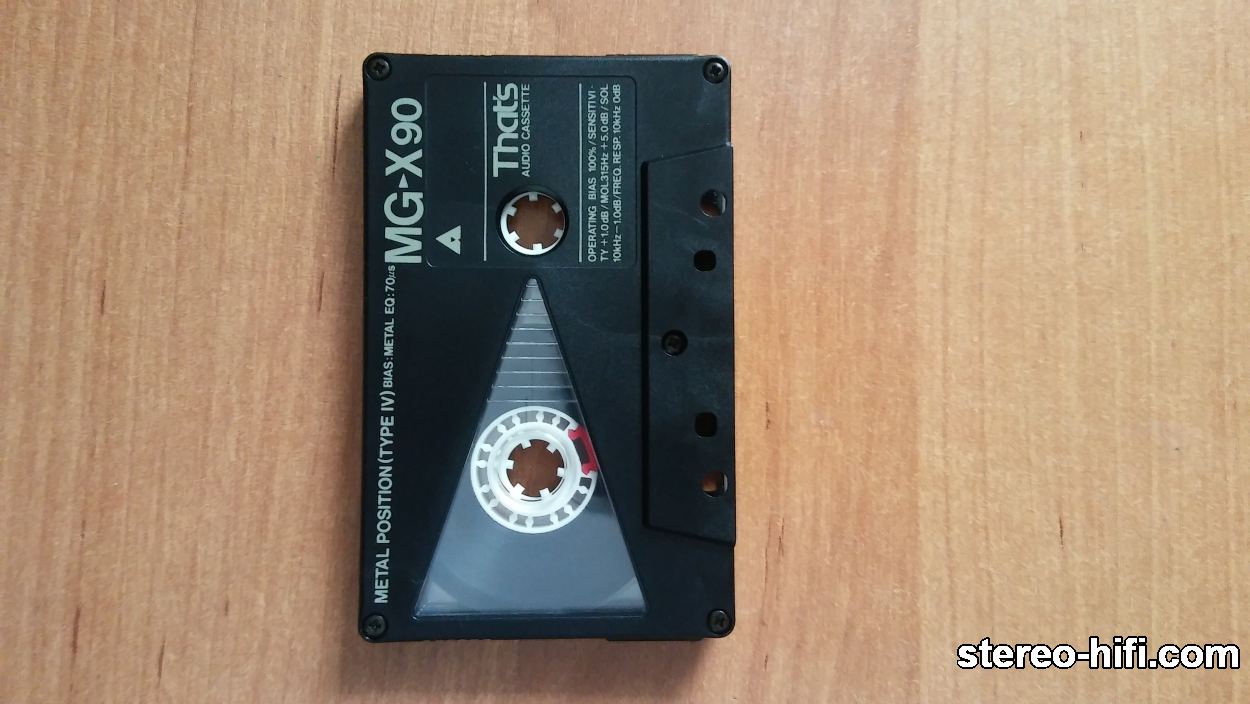 METAL POSITION (TYPE IV) BIAS:METAL EQ:70μs
MG-X90
A
That's
AUDIO CASSETTE
OPERATING BIAS 100%/SENSITIVI-
TY +1.0dB/MOL315Hz+5.0dB/SOL
10kHz−1.0dB/FREQ. RESP. 10kHz 0dB
stereo-hifi.com